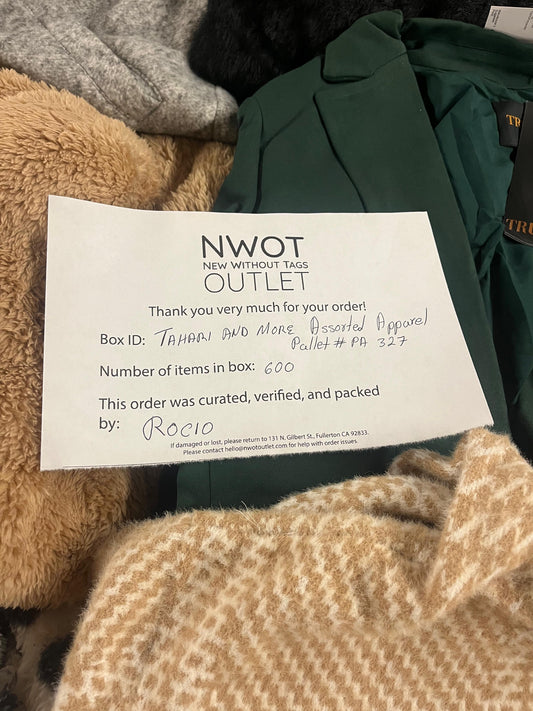 NWOT
NEW WITHOUT TAGS
OUTLET
Thank you very much for your order!
Box ID: TAHARI AND MORE Assorted Apparel
Pallet # PA 327
Number of items in box: 600
This order was curated, verified, and packed
by: ROCIO
If damaged or lost, please return to 131 N. Gilbert St., Fullerton CA 92833.
Please contact hello@nwotoutlet.com for help with order issues
TRU
TRU